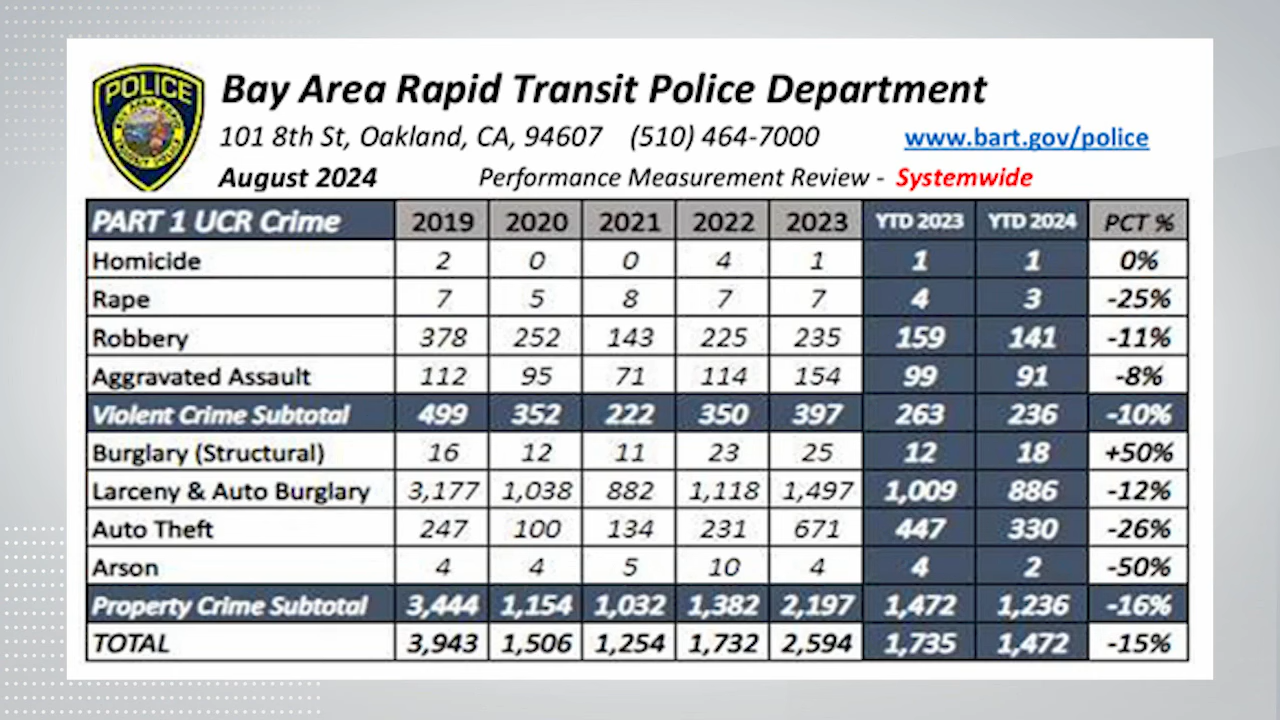 POLICE
Bay Area Rapid Transit Police Department
101 8th St, Oakland, CA, 94607 (510) 464-7000 www.bart.gov/police
August 2024 Performance Measurement Review - Systemwide
PART 1 UCR Crime 2019 2020 2021 2022 2023 YTD 2023 YTD 2024 PCT %
Homicide 2 0 0 4 1 1 1 0%
Rape 7 5 8 7 7 4 3 -25%
Robbery 378 252 143 225 235 159 141 -11%
Aggravated Assault 112 95 71 114 154 99 91 -8%
Violent Crime Subtotal 499 352 222 350 397 263 236 -10%
Burglary (Structural) 16 12 11 23 25 12 18 +50%
Larceny & Auto Burglary 3,177 1,038 882 1,118 1,497 1,009 886 -12%
Auto Theft 247 100 134 231 671 447 330 -26%
Arson 4 4 5 10 4 4 2 -50%
Property Crime Subtotal 3,444 1,154 1,032 1,382 2,197 1,472 1,236 -16%
TOTAL 3,943 1,506 1,254 1,732 2,594 1,735 1,472 -15%